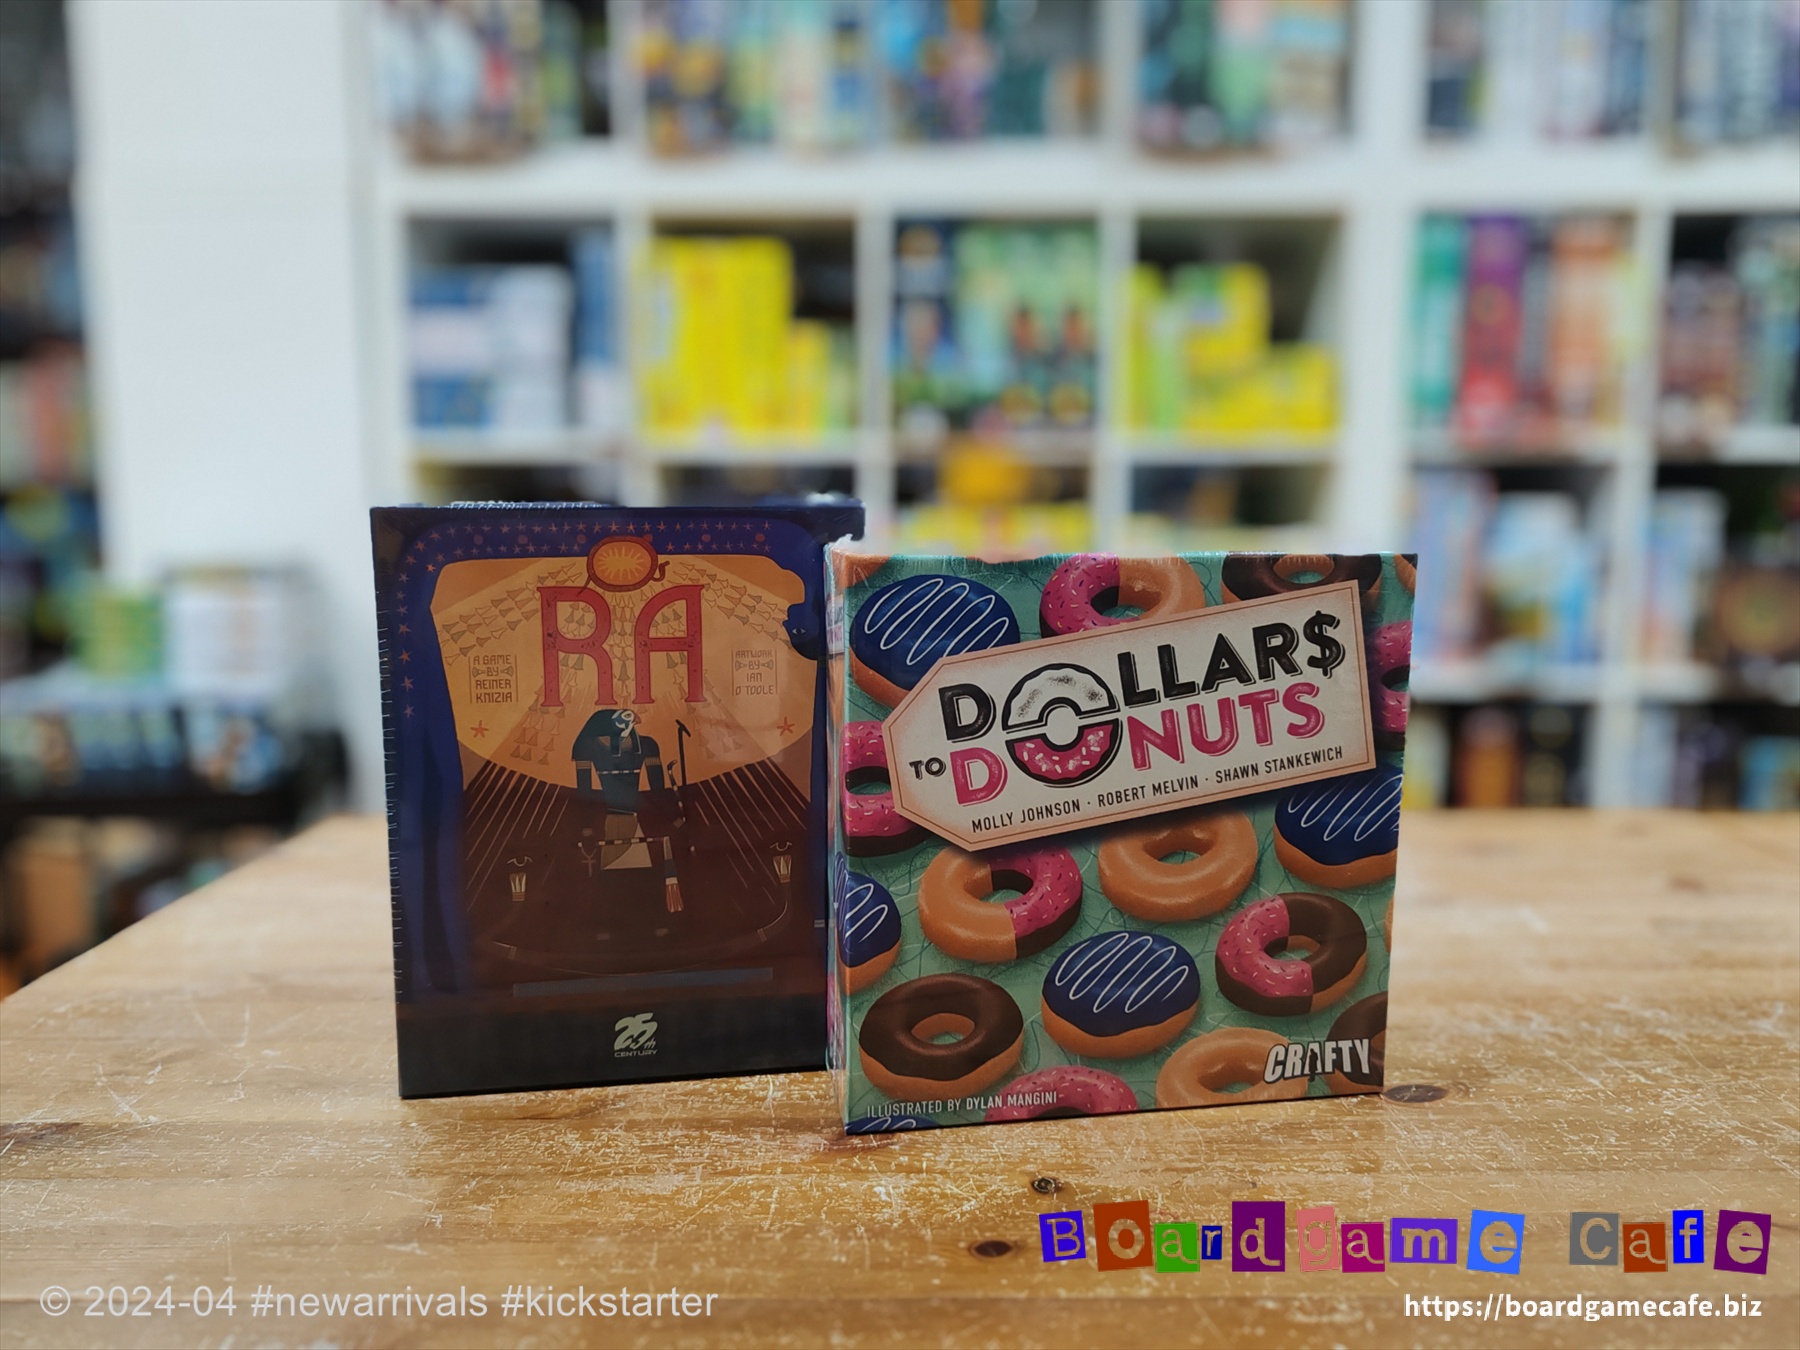 RA
A GAME
BY
REINER
KNIZIA
ARTWORK
BY
IAN
O TOOLE
25th
CENTURY
DOLLAR$
TO DONUTS
MOLLY JOHNSON · ROBERT MELVIN · SHAWN STANKEWICH
CRAFTY
ILLUSTRATED BY DYLAN MANGINI
Boardgame Cafe
© 2024-04 #newarrivals #kickstarter
https://boardgamecafe.biz